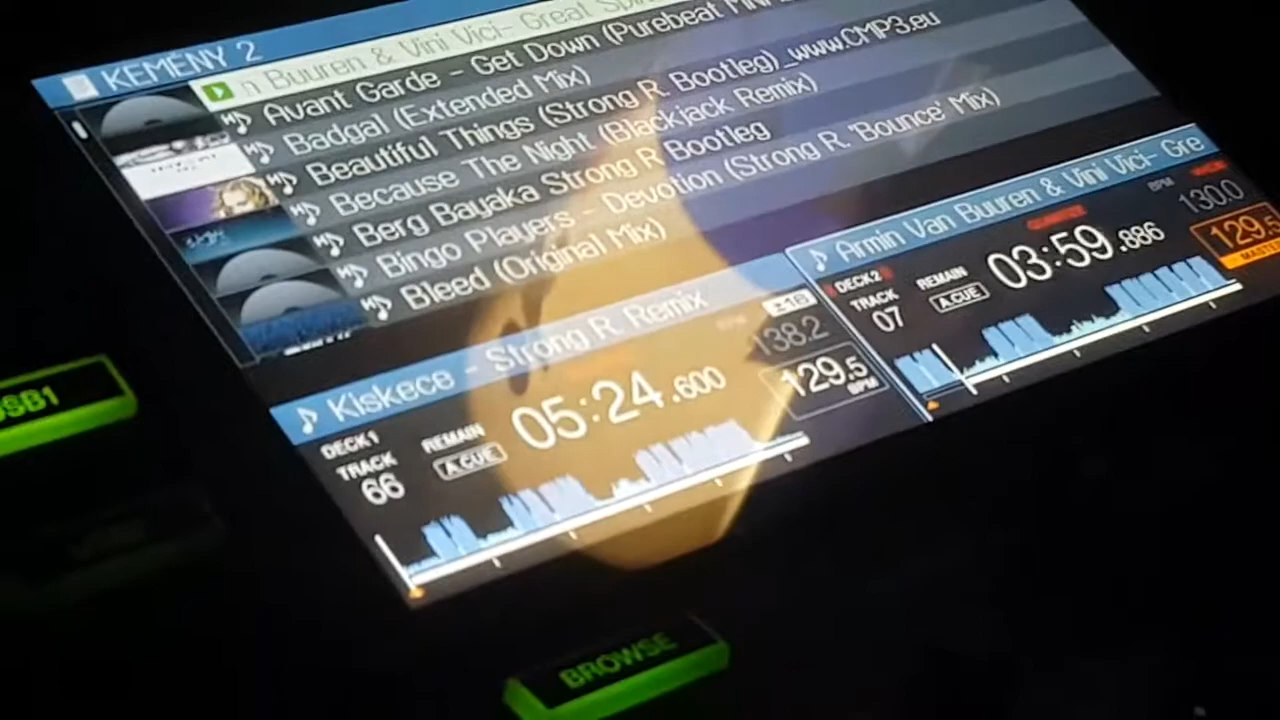 KEMÉNY 2
n Buuren & Vini Vici- Great Spi
Avant Garde - Get Down (Purebeat
Badgal (Extended Mix)
Beautiful Things (Strong R. Bootleg)_www.CMP3.eu
Because The Night (Blackjack Remix)
Berg Bayaka Strong R Bootleg
Bingo Players - Devotion (Strong R. 'Bounce' Mix)
Bleed (Original Mix)
Kiskece - Strong R. Remix
DECK1
TRACK
66
REMAIN
A.CUE
05:24.600
±16
138.2
129.5
BPM
Armin Van Buuren & Vini Vici- Gre
DECK2
TRACK
07
REMAIN
A.CUE
03:59.886
BPM
130.0
129.5
MASTER
USB1
BROWSE